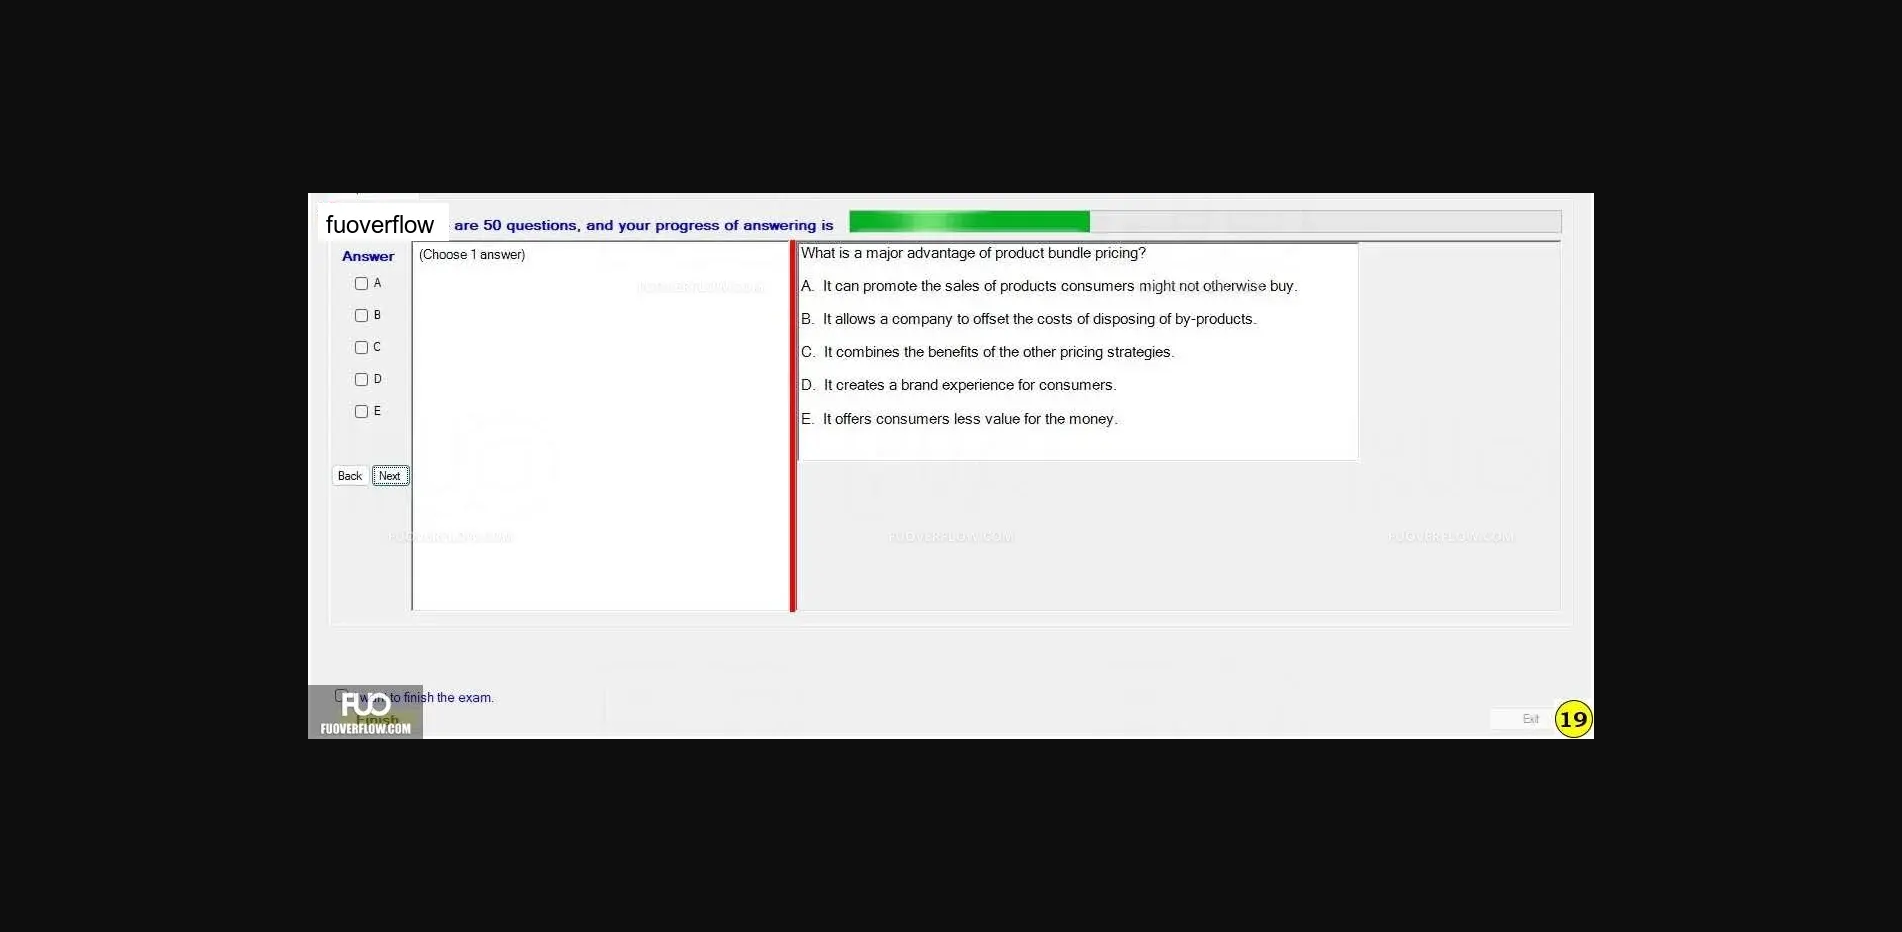 fuoverflow are 50 questions, and your progress of answering is
Answer
A
B
C
D
E
Back Next
(Choose 1 answer)
What is a major advantage of product bundle pricing?
A. It can promote the sales of products consumers might not otherwise buy.
B. It allows a company to offset the costs of disposing of by-products.
C. It combines the benefits of the other pricing strategies.
D. It creates a brand experience for consumers.
E. It offers consumers less value for the money.
FUOVERFLOW.COM
FUOVERFLOW.COM
FUOVERFLOW.COM
FUOVERFLOW.COM
want to finish the exam.
Finish
FUO
FUOVERFLOW.COM
Exit
19